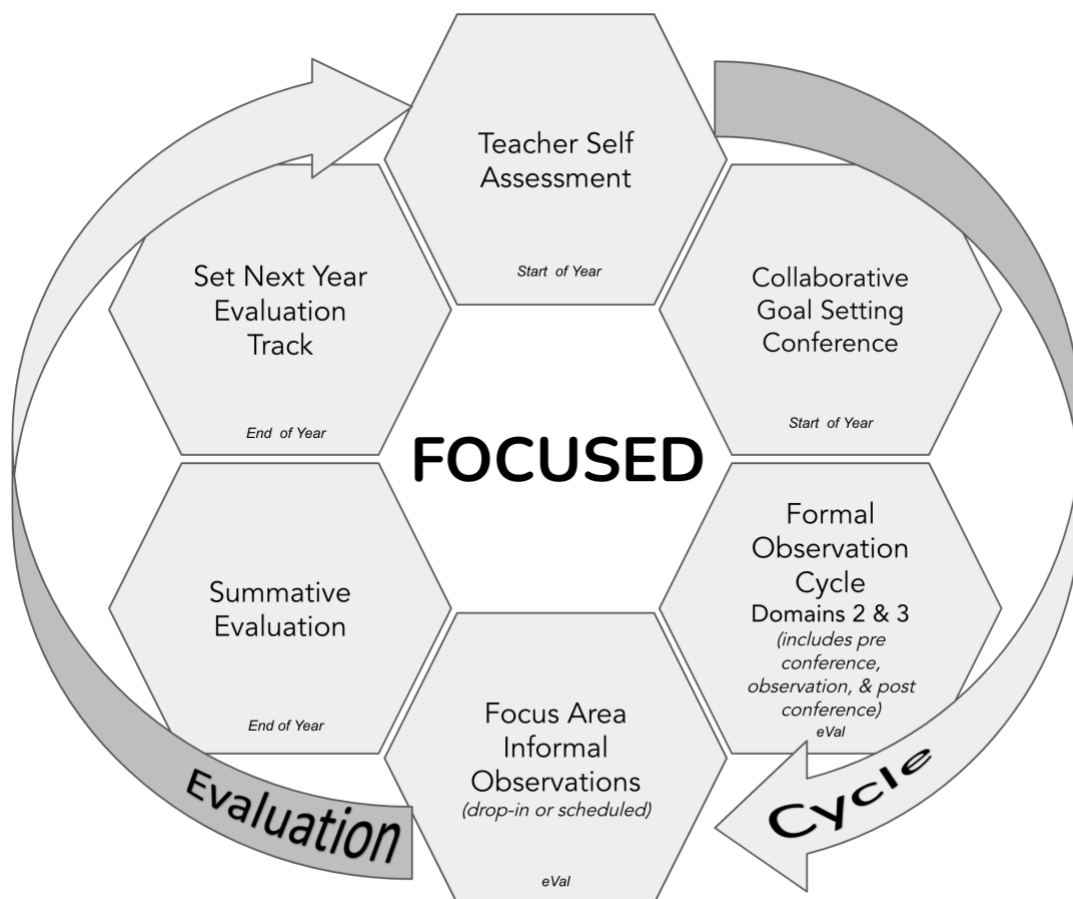 Teacher Self
Assessment
Start of Year
Collaborative
Goal Setting
Conference
Start of Year
Formal
Observation
Cycle
Domains 2 & 3
(includes pre
conference,
observation, & post
conference)
eVal
Focus Area
Informal
Observations
(drop-in or scheduled)
eVal
Summative
Evaluation
End of Year
Set Next Year
Evaluation
Track
End of Year
FOCUSED
Evaluation
Cycle